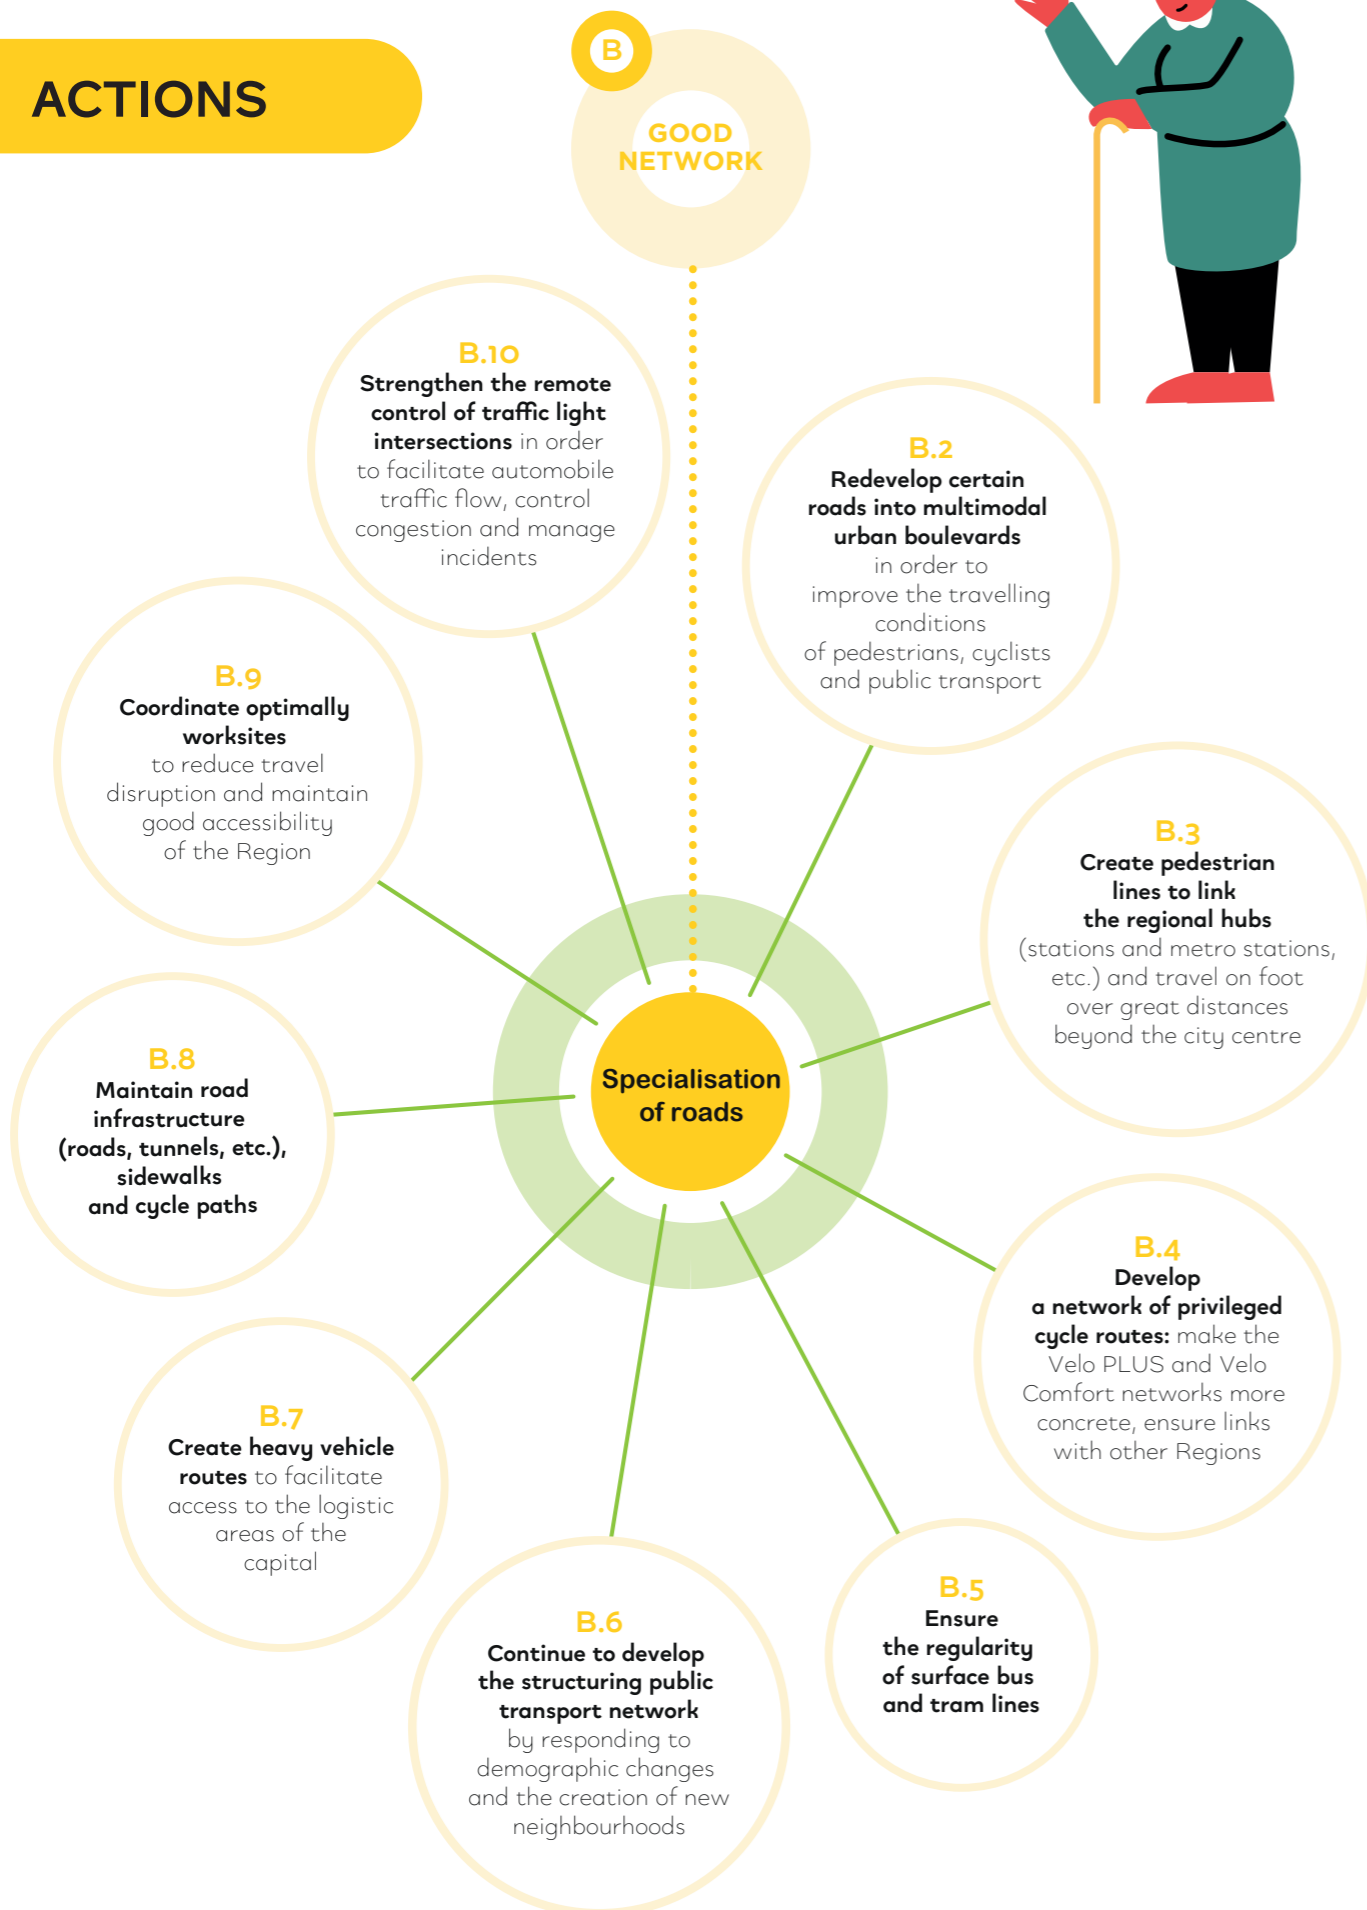 ACTIONS
B
GOOD
NETWORK
B.10
Strengthen the remote
control of traffic light
intersections in order
to facilitate automobile
traffic flow, control
congestion and manage
incidents
B.2
Redevelop certain
roads into multimodal
urban boulevards
in order to
improve the travelling
conditions
of pedestrians, cyclists
and public transport
B.9
Coordinate optimally
worksites
to reduce travel
disruption and maintain
good accessibility
of the Region
B.3
Create pedestrian
lines to link
the regional hubs
(stations and metro stations,
etc.) and travel on foot
over great distances
beyond the city centre
B.8
Maintain road
infrastructure
(roads, tunnels, etc.),
sidewalks
and cycle paths
Specialisation
of roads
B.4
Develop
a network of privileged
cycle routes: make the
Velo PLUS and Velo
Comfort networks more
concrete, ensure links
with other Regions
B.7
Create heavy vehicle
routes to facilitate
access to the logistic
areas of the
capital
B.6
Continue to develop
the structuring public
transport network
by responding to
demographic changes
and the creation of new
neighbourhoods
B.5
Ensure
the regularity
of surface bus
and tram lines